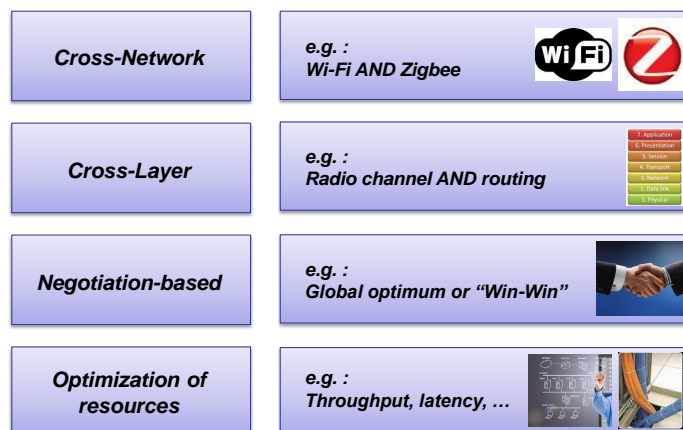 Cross-Network
e.g. :
Wi-Fi AND Zigbee
Wi Fi
Cross-Layer
e.g. :
Radio channel AND routing
7. Application
6. Presentation
5. Session
4. Transport
3. Network
2. Data link
1. Physical
Negotiation-based
e.g. :
Global optimum or “Win-Win”
Optimization of
resources
e.g. :
Throughput, latency, …